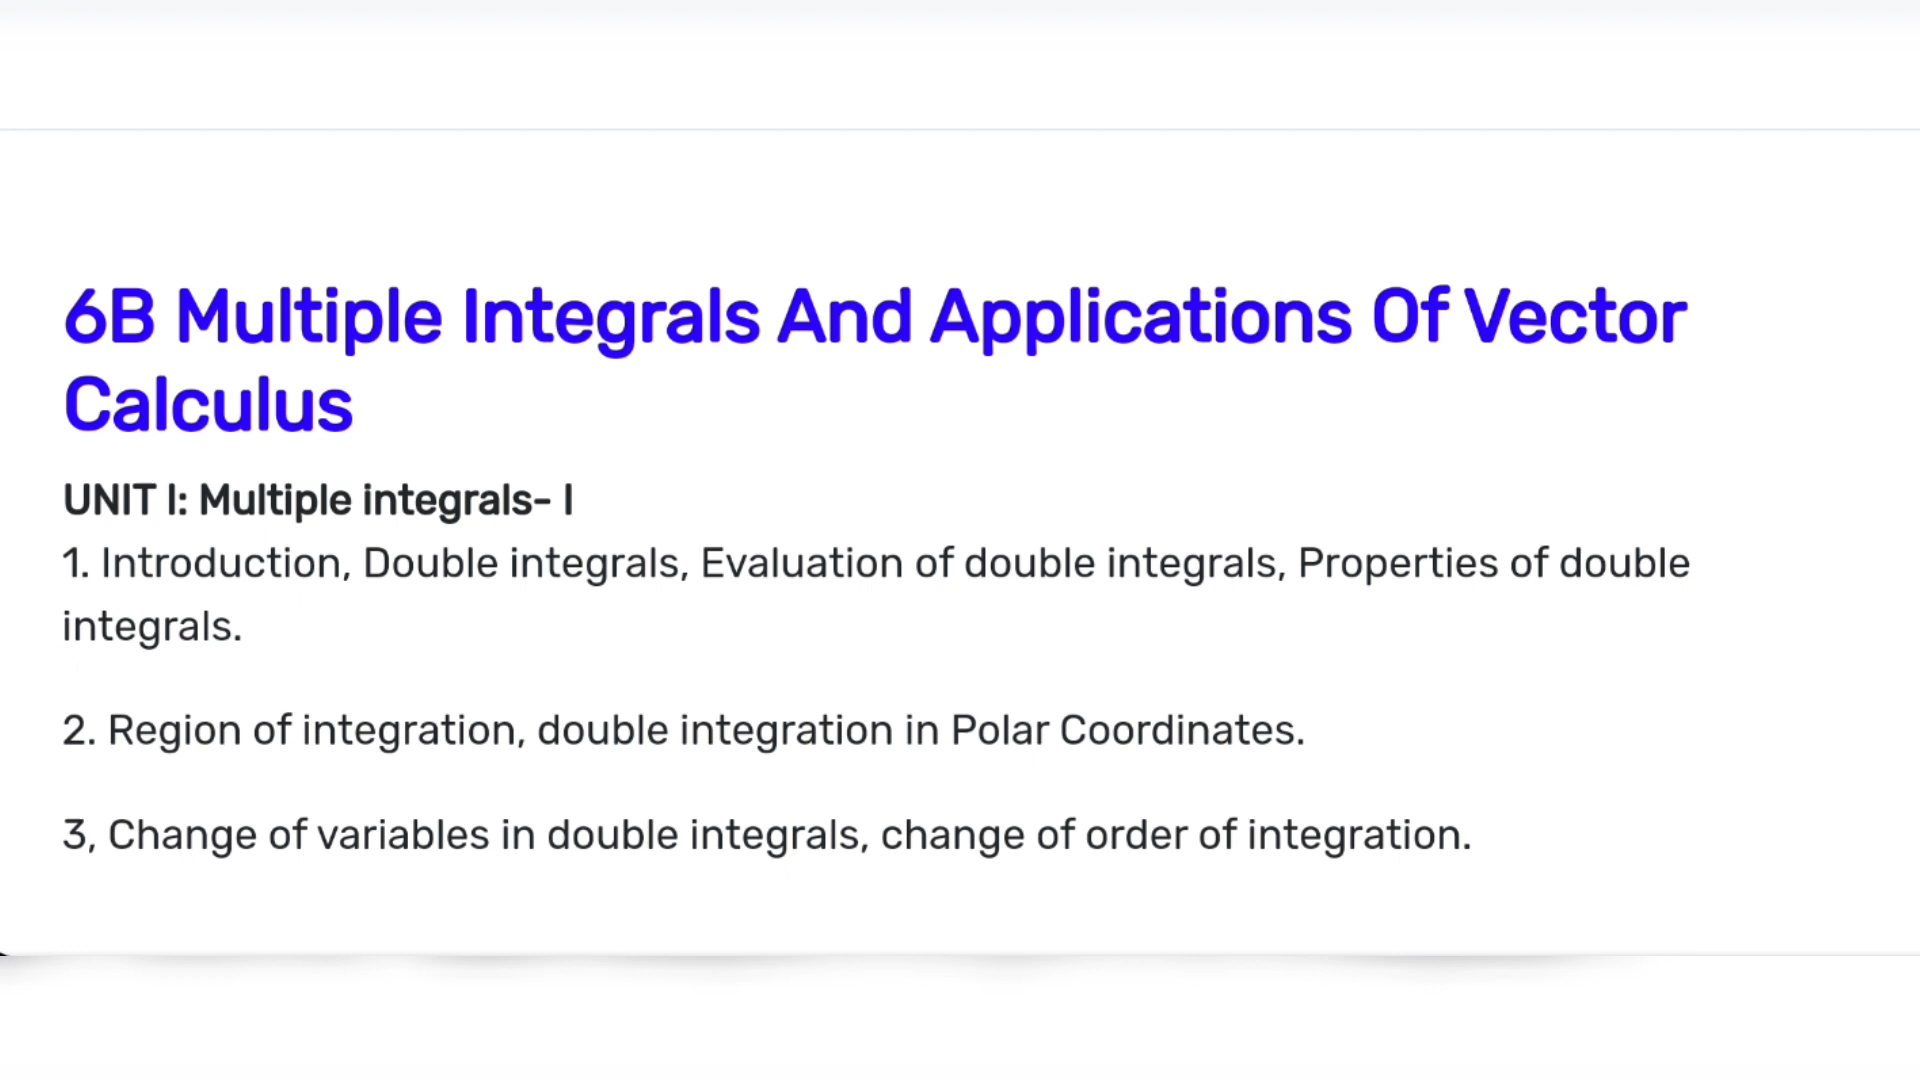 6B Multiple Integrals And Applications Of Vector
Calculus
UNIT I: Multiple integrals- I
1. Introduction, Double integrals, Evaluation of double integrals, Properties of double
integrals.
2. Region of integration, double integration in Polar Coordinates.
3, Change of variables in double integrals, change of order of integration.